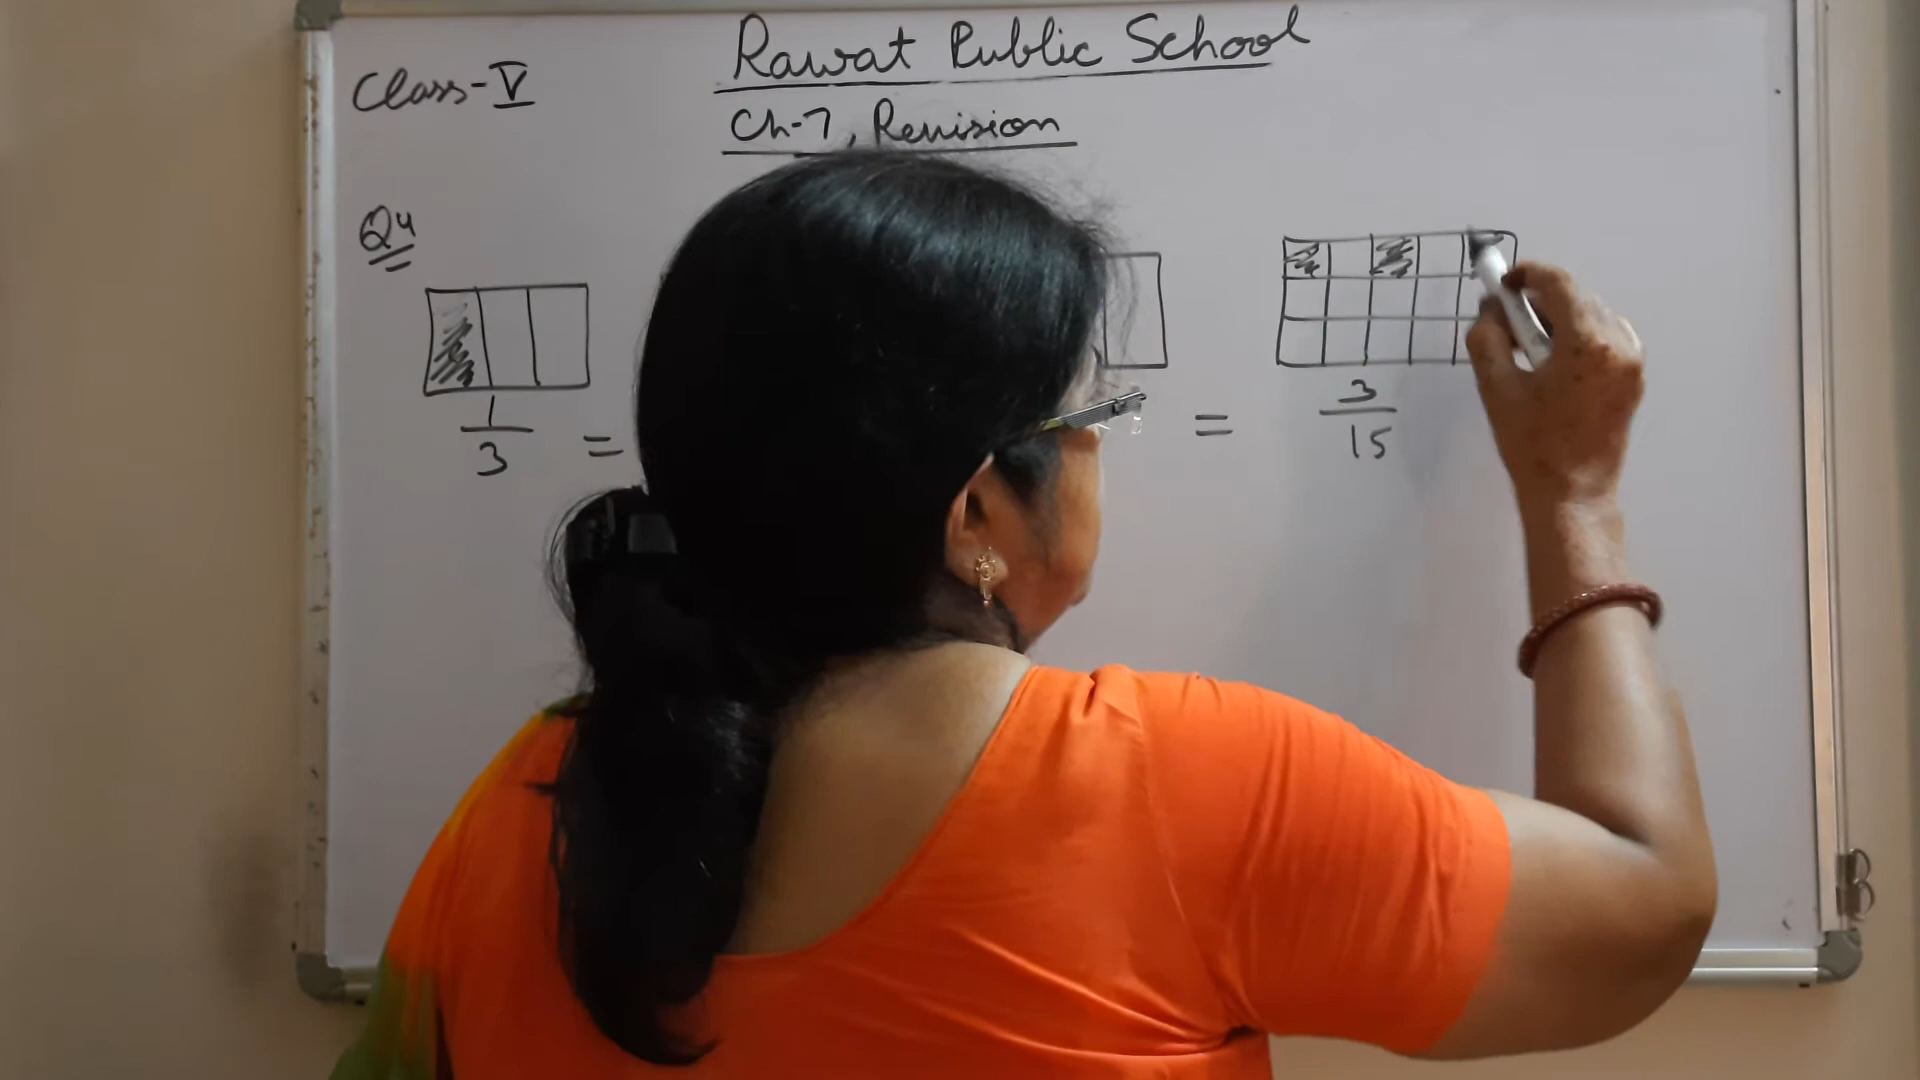 Rawat Public School
Class-V
Ch-7, Revision
Q4
1/3 =
= 3/15